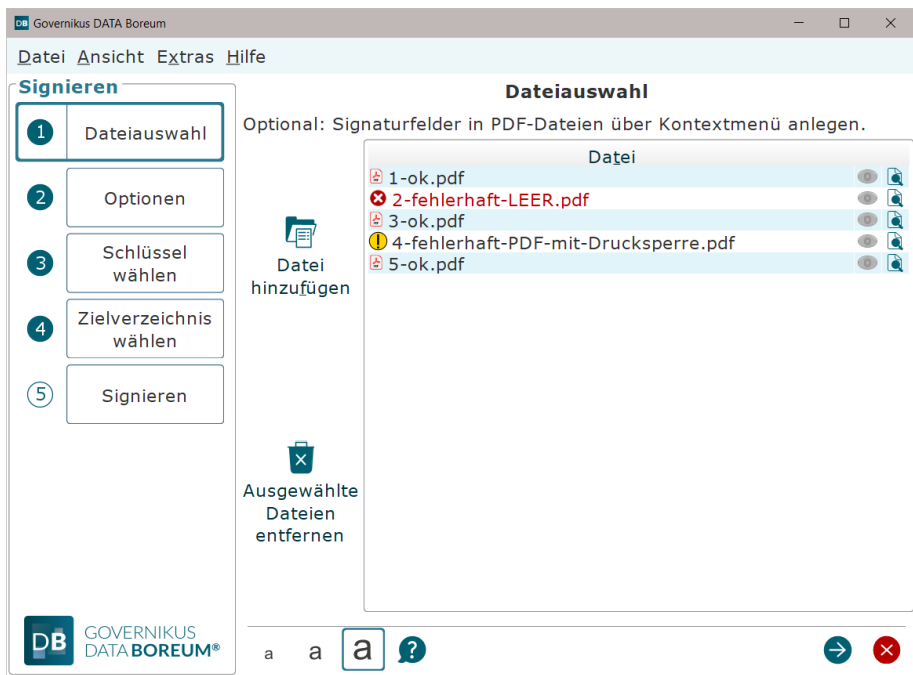 DB Governikus DATA Boreum
Datei Ansicht Extras Hilfe
Signieren
1 Dateiauswahl
2 Optionen
3 Schlüssel
wählen
4 Zielverzeichnis
wählen
5 Signieren
DB GOVERNIKUS
DATA BOREUM®
Dateiauswahl
Optional: Signaturfelder in PDF-Dateien über Kontextmenü anlegen.
Datei
hinzufügen
Ausgewählte
Dateien
entfernen
Datei
1-ok.pdf
2-fehlerhaft-LEER.pdf
3-ok.pdf
4-fehlerhaft-PDF-mit-Drucksperre.pdf
5-ok.pdf
a a a ?